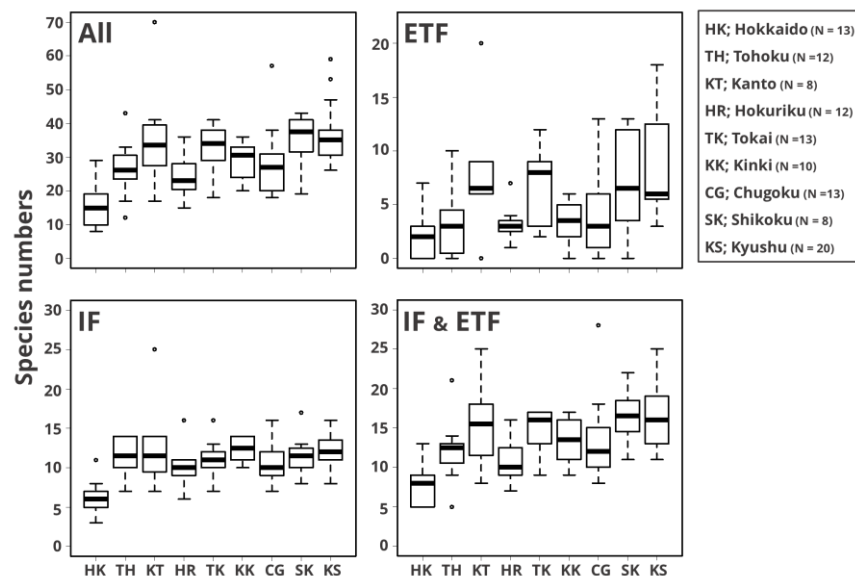 All
70
60
50
40
30
20
10
0
ETF
20
15
10
5
0
HK; Hokkaido (N = 13)
TH; Tohoku (N =12)
KT; Kanto (N = 8)
HR; Hokuriku (N = 12)
TK; Tokai (N =13)
KK; Kinki (N =10)
CG; Chugoku (N =13)
SK; Shikoku (N = 8)
KS; Kyushu (N = 20)
Species numbers
IF
30
25
20
15
10
5
0
HK TH KT HR TK KK CG SK KS
IF & ETF
30
25
20
15
10
5
0
HK TH KT HR TK KK CG SK KS